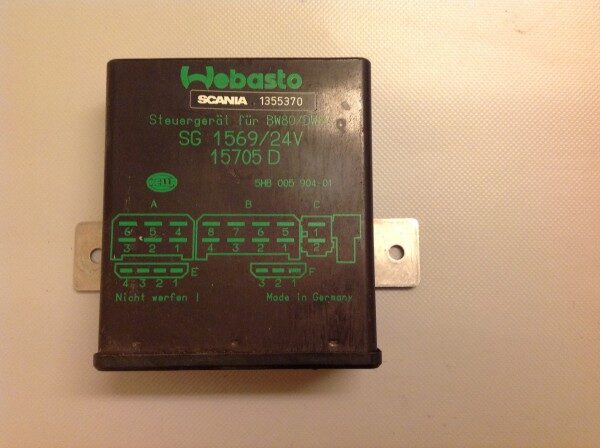 Webasto
SCANIA 1355370
Steuergerät für BW80/DW80
SG 1569/24V
15705 D
HELLA 5HB 005 904-01
A B C
6 5 4 8 7 6 5 1
3 2 1 4 3 2 1 2
E F
4 3 2 1 3 2 1
Nicht werfen ! Made in Germany